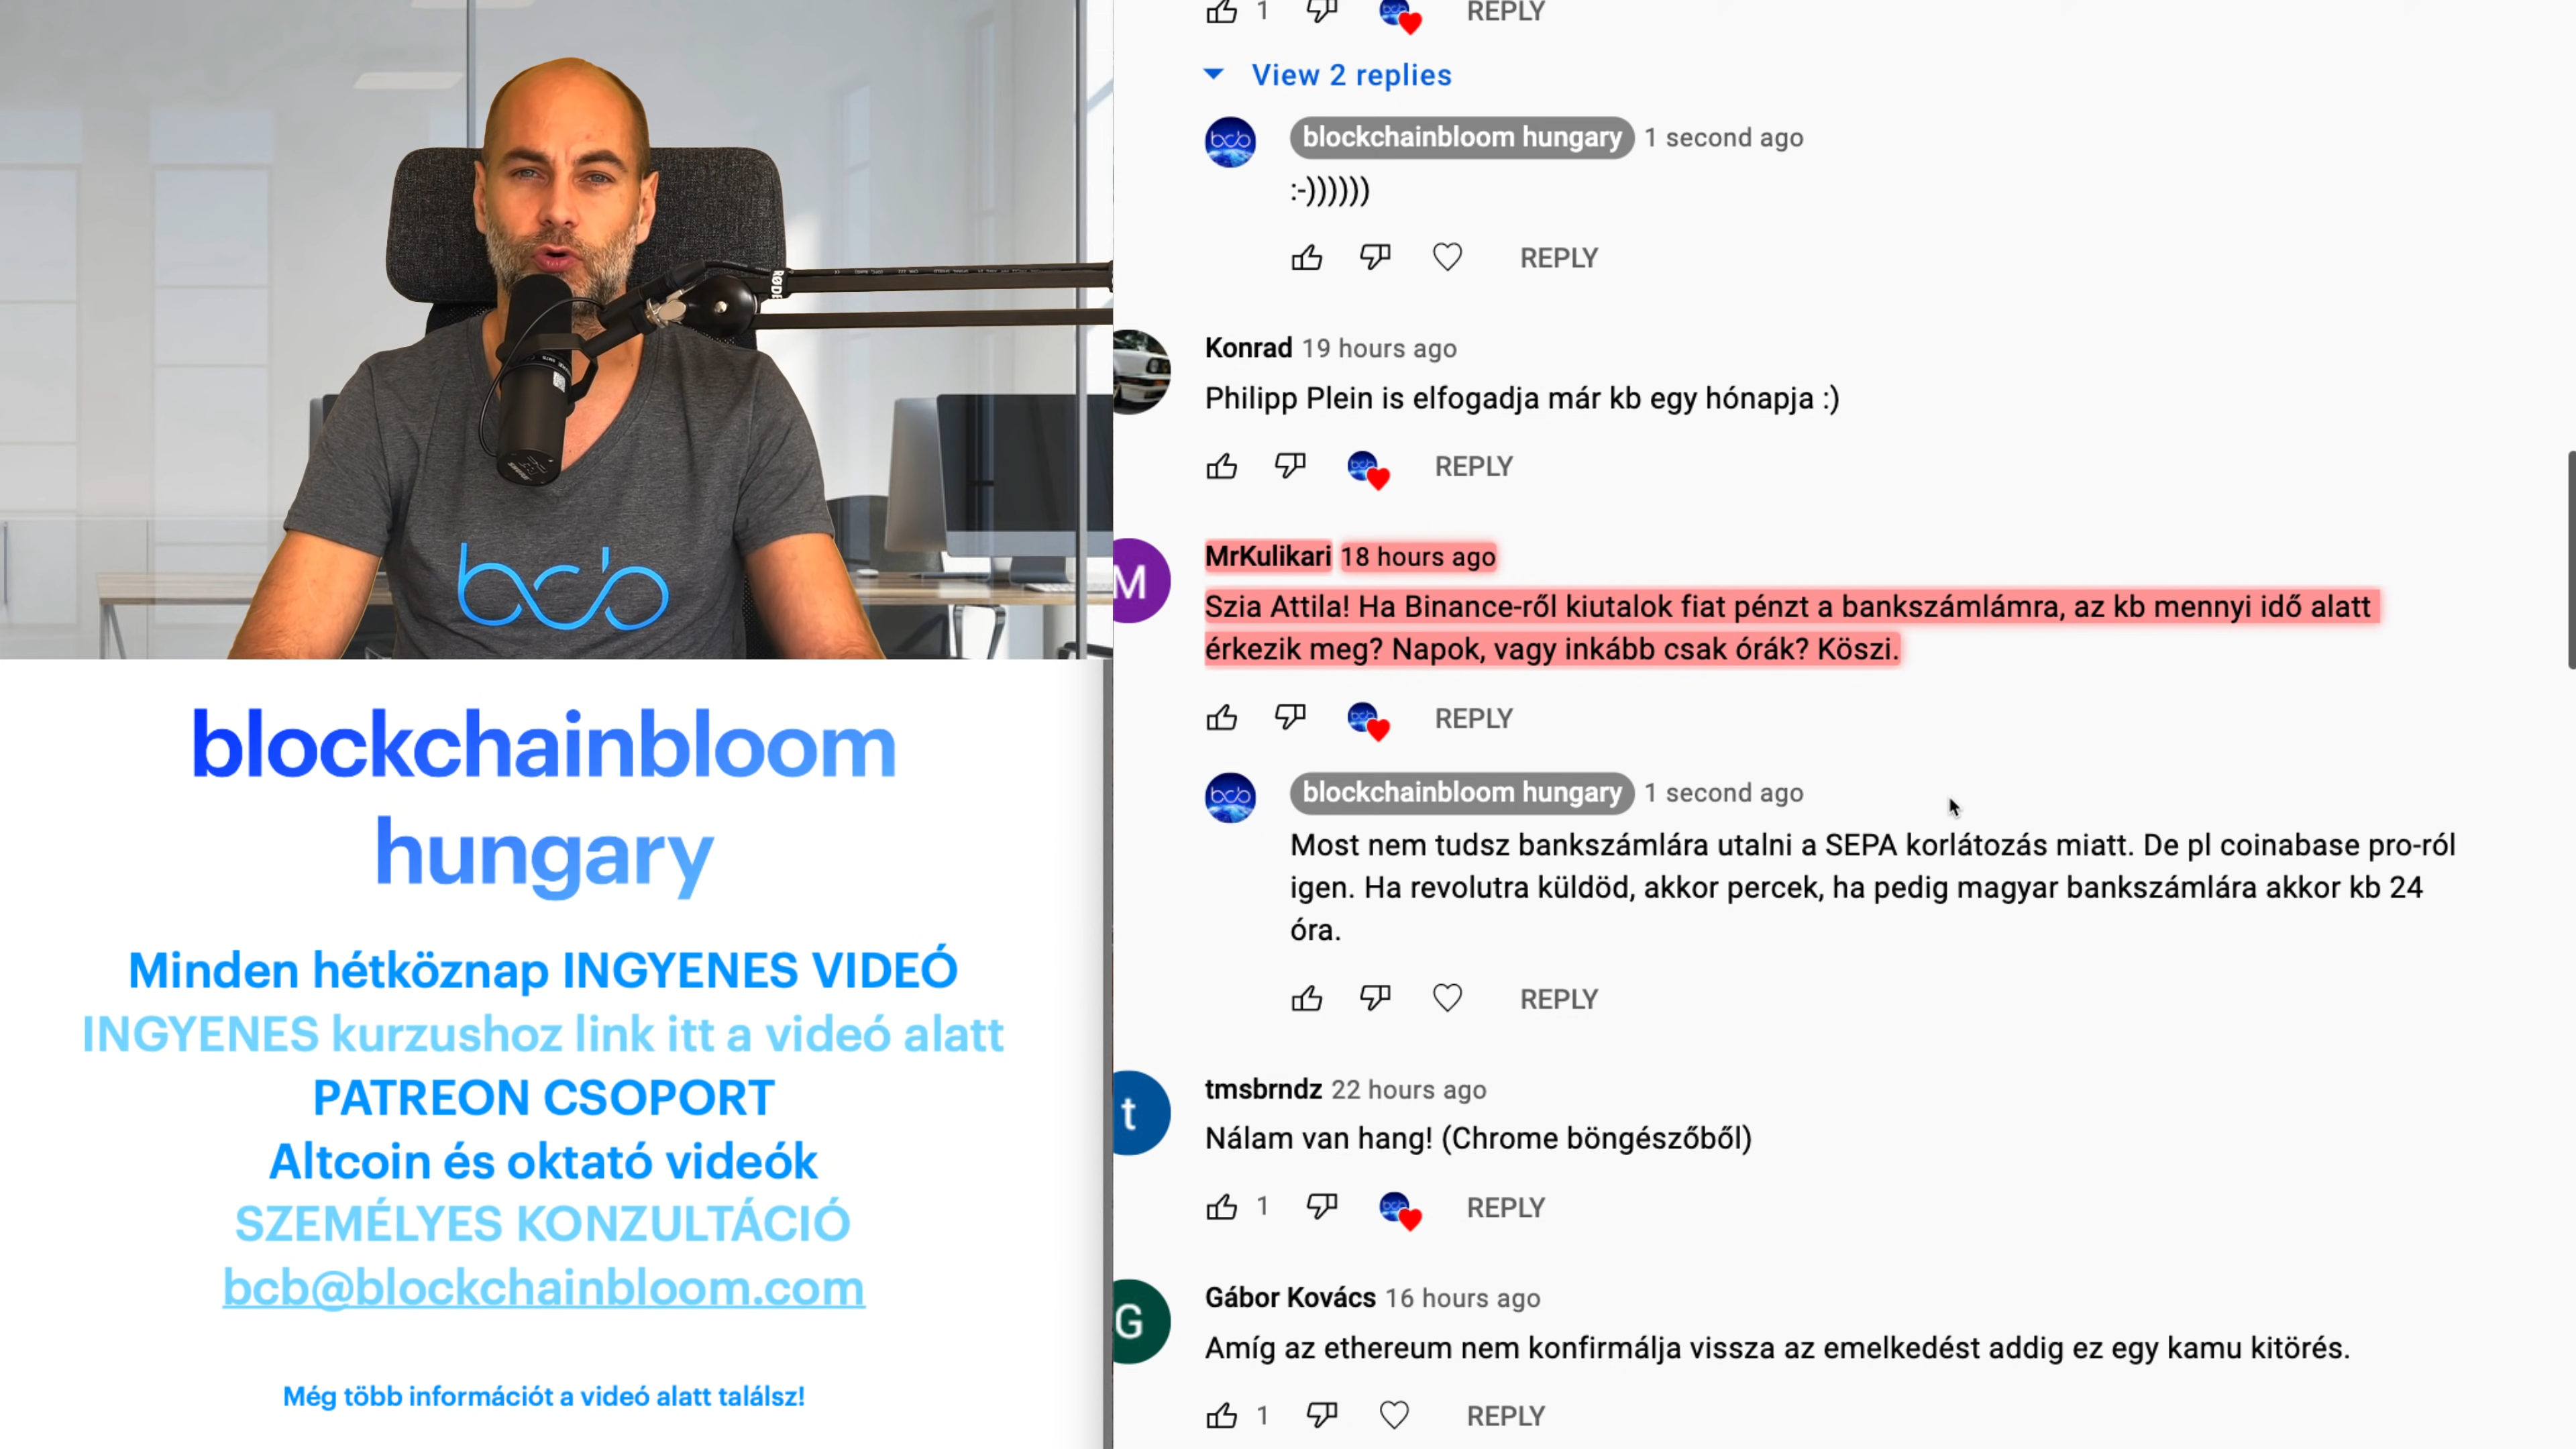 bcb
RØDE
blockchainbloom
hungary
Minden hétköznap INGYENES VIDEÓ
INGYENES kurzushoz link itt a videó alatt
PATREON CSOPORT
Altcoin és oktató videók
SZEMÉLYES KONZULTÁCIÓ
bcb@blockchainbloom.com
Még több információt a videó alatt találsz!
1 REPLY
View 2 replies
bcb
blockchainbloom hungary 1 second ago
:-))))))
REPLY
Konrad 19 hours ago
Philipp Plein is elfogadja már kb egy hónapja :)
REPLY
M
MrKulikari 18 hours ago
Szia Attila! Ha Binance-ről kiutalok fiat pénzt a bankszámlámra, az kb mennyi idő alatt
érkezik meg? Napok, vagy inkább csak órák? Köszi.
REPLY
bcb
blockchainbloom hungary 1 second ago
Most nem tudsz bankszámlára utalni a SEPA korlátozás miatt. De pl coinabase pro-ról
igen. Ha revolutra küldöd, akkor percek, ha pedig magyar bankszámlára akkor kb 24
óra.
REPLY
t
tmsbrndz 22 hours ago
Nálam van hang! (Chrome böngészőből)
1 REPLY
G
Gábor Kovács 16 hours ago
Amíg az ethereum nem konfirmálja vissza az emelkedést addig ez egy kamu kitörés.
1 REPLY